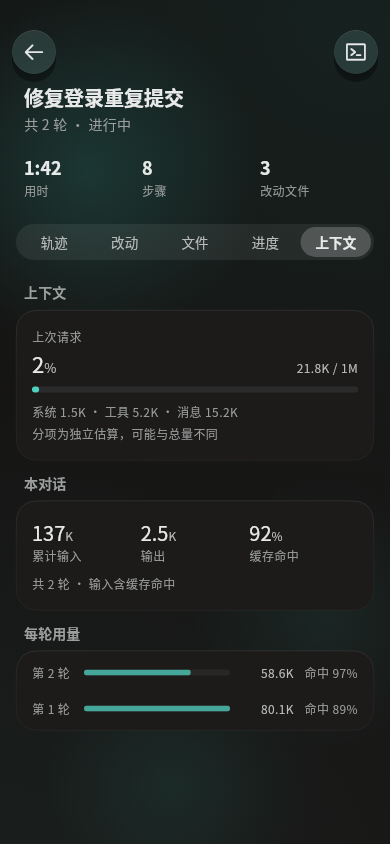 修复登录重复提交
共 2 轮 · 进行中
1:42 8 3
用时 步骤 改动文件
轨迹 改动 文件 进度 上下文
上下文
上次请求
2% 21.8K / 1M
系统 1.5K · 工具 5.2K · 消息 15.2K
分项为独立估算，可能与总量不同
本对话
137K 2.5K 92%
累计输入 输出 缓存命中
共 2 轮 · 输入含缓存命中
每轮用量
第 2 轮 58.6K 命中 97%
第 1 轮 80.1K 命中 89%